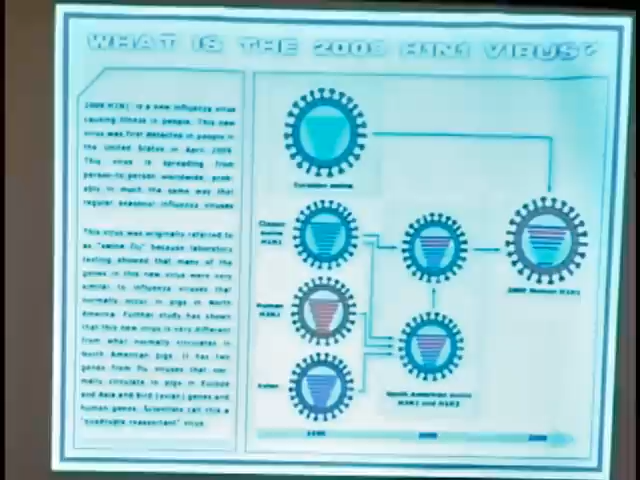 WHAT IS THE 2009 H1N1 VIRUS?
2009 H1N1 is a new influenza virus
causing illness in people. This new
virus was first detected in people in
the United States in April 2009.
This virus is spreading from
person-to-person worldwide, prob-
ably in much the same way that
regular seasonal influenza viruses
This virus was originally referred to
as "swine flu" because laboratory
testing showed that many of the
genes in this new virus were very
similar to influenza viruses that
normally occur in pigs in North
America. Further study has shown
that this new virus is very different
from what normally circulates in
North American pigs. It has two
genes from flu viruses that nor-
mally circulate in pigs in Europe
and Asia and bird (avian) genes and
human genes. Scientists call this a
"quadruple reassortant" virus.
Eurasian swine
Classic
swine
H1N1
Human
Avian
North American swine
H3N2 and H1N2
2009 Human H1N1
1990
2000
2009